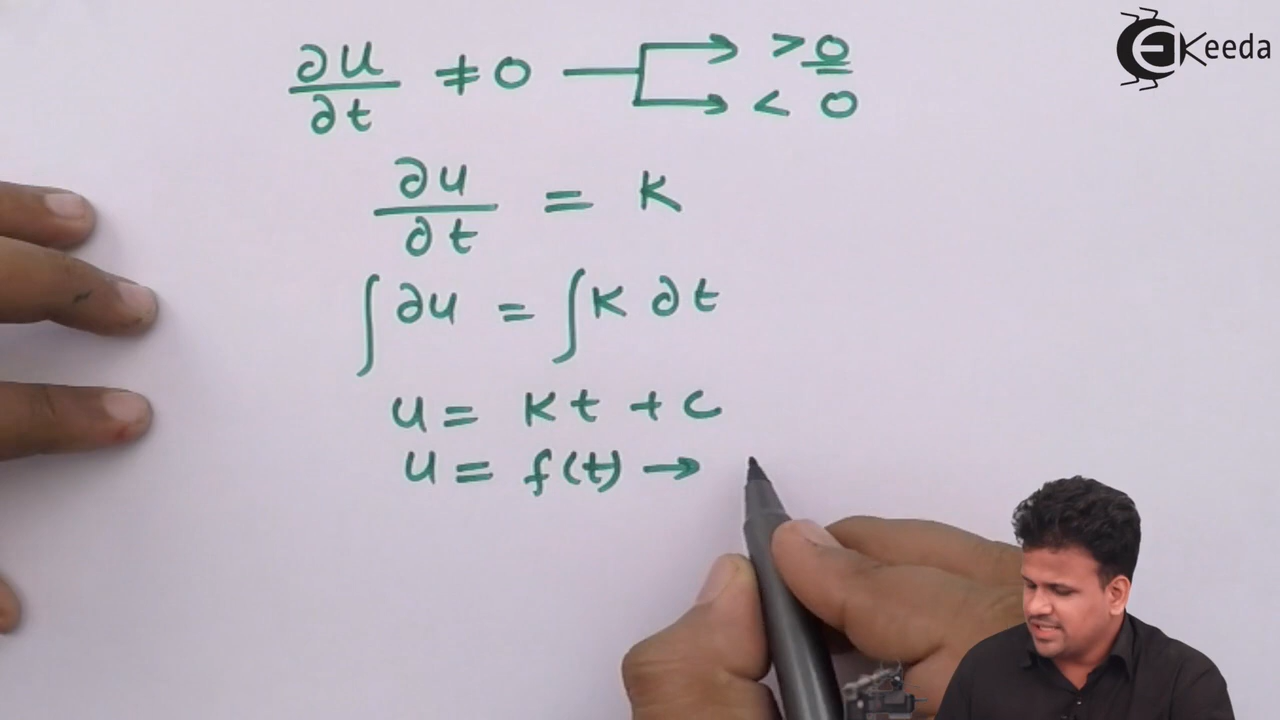 ∂u/∂t ≠ 0 → > 0
→ < 0
∂u/∂t = K
∫∂u = ∫K ∂t
u = Kt + c
u = f(t) →
Ekeeda